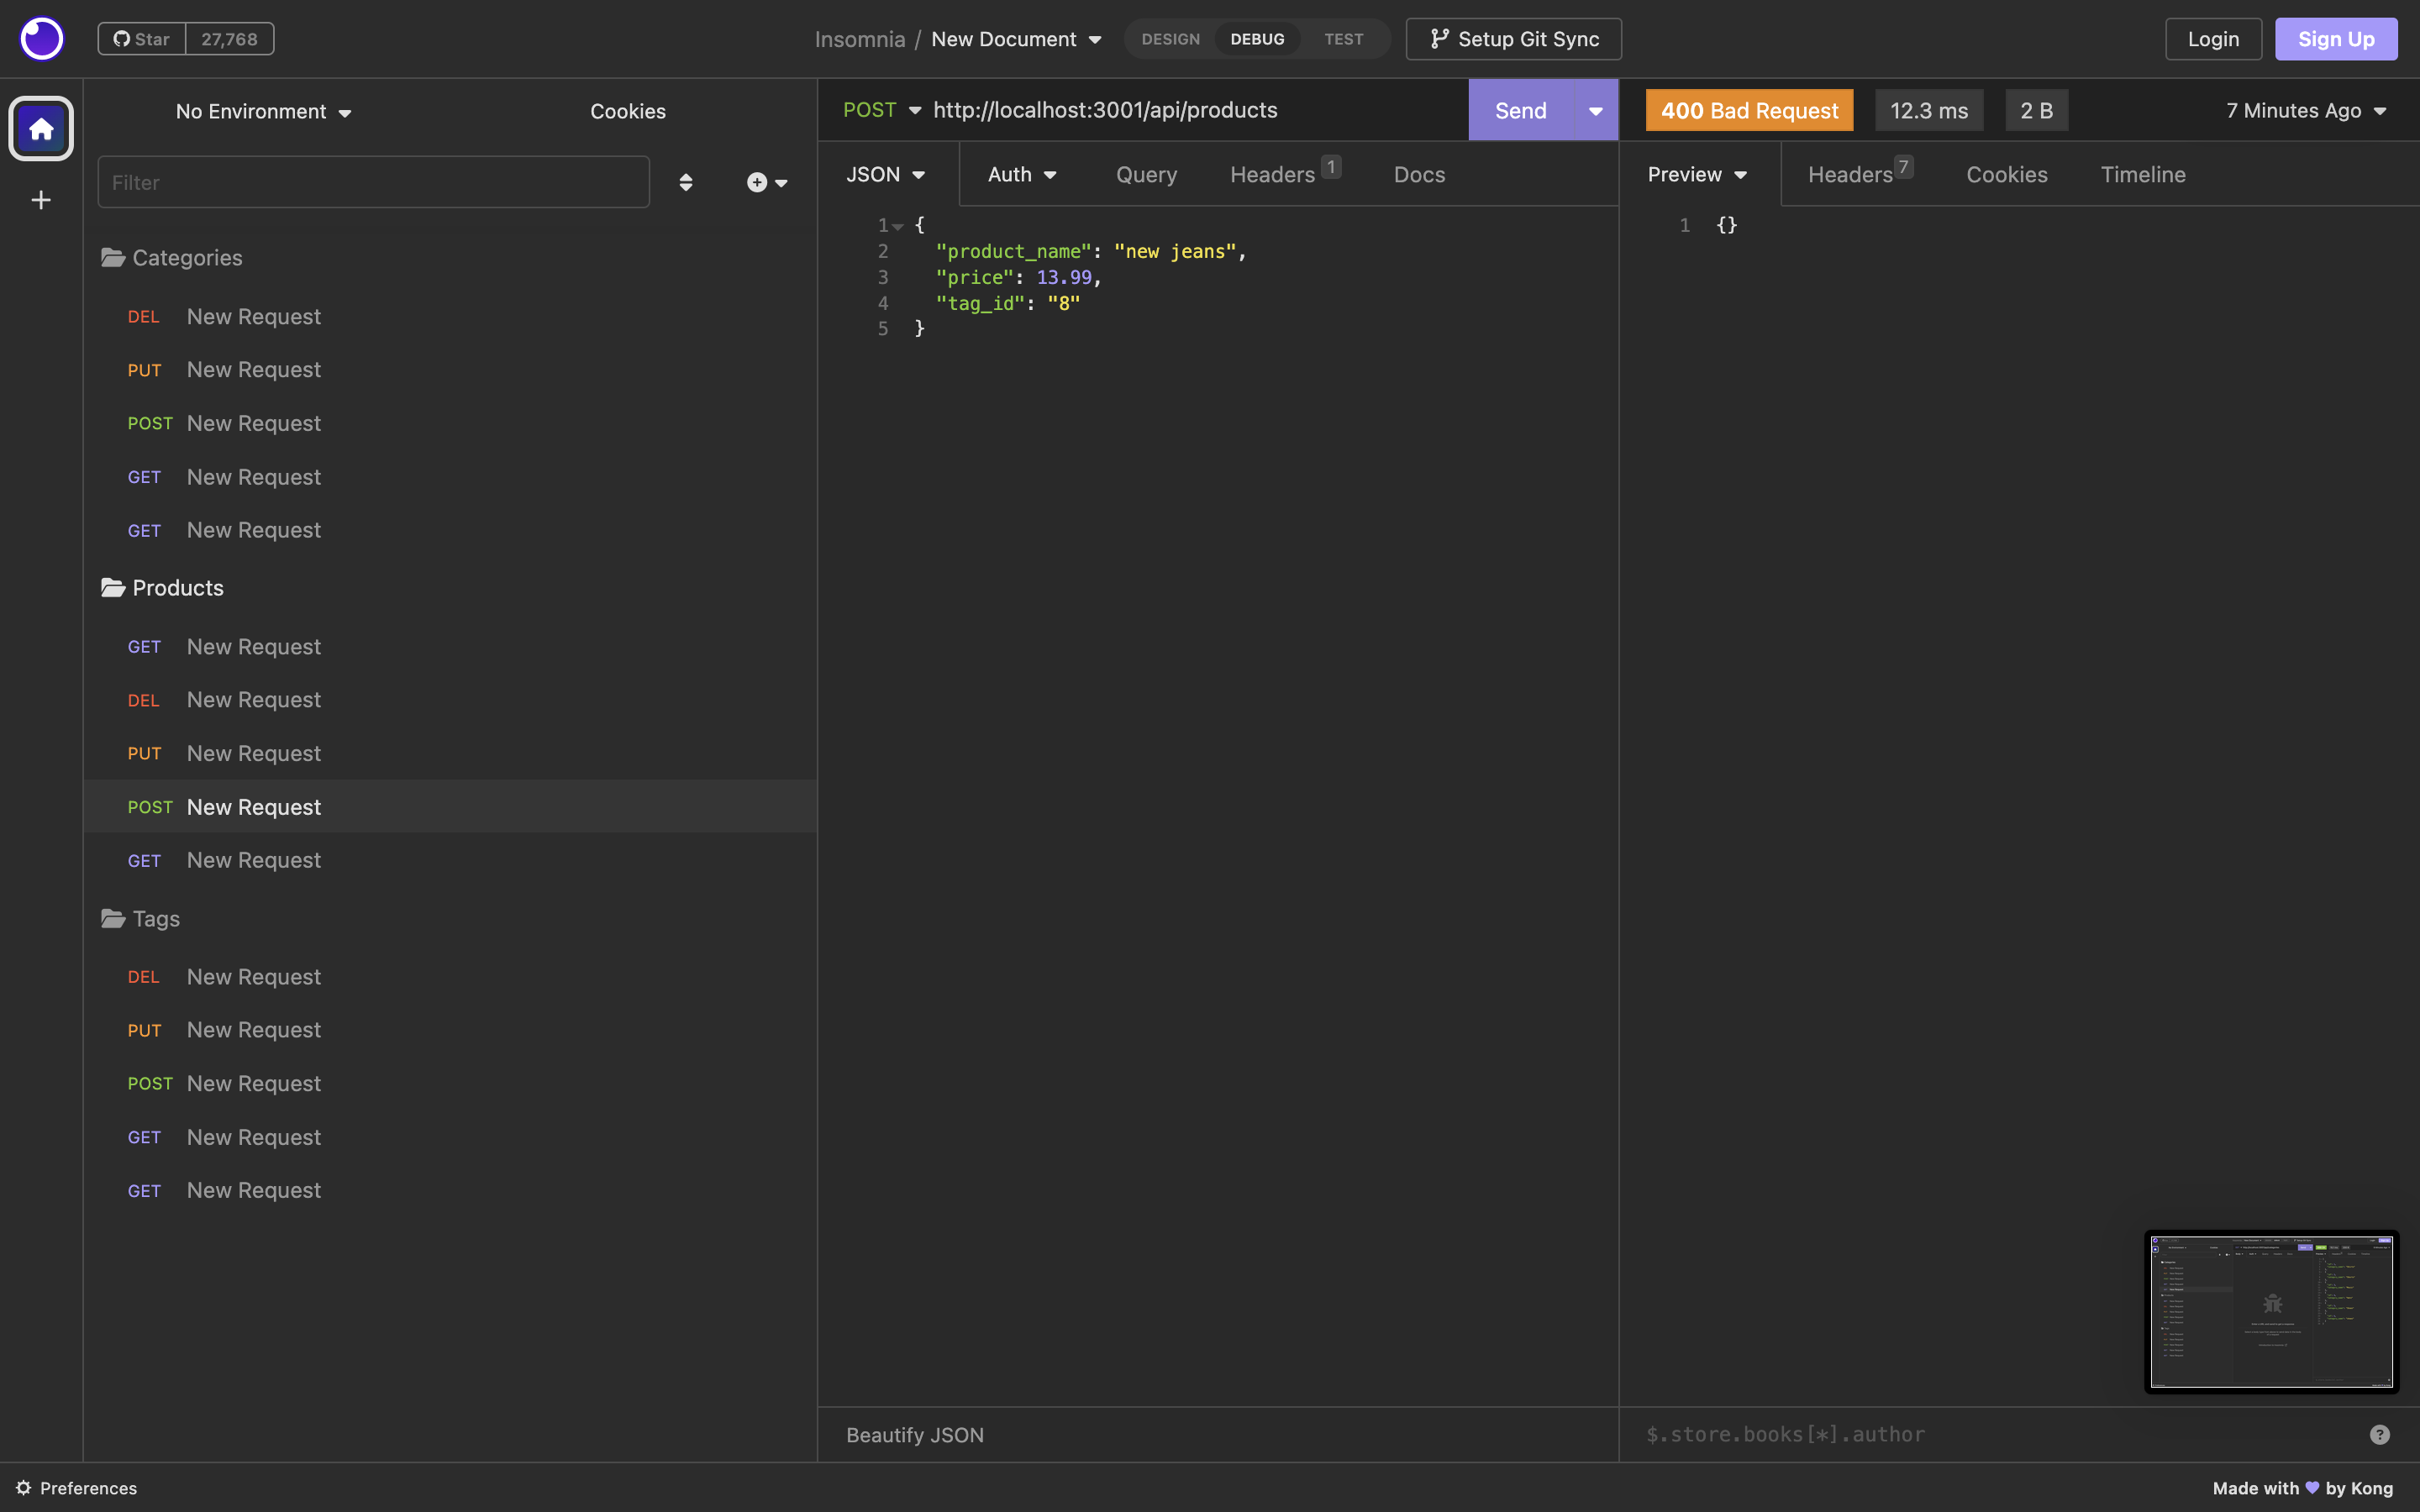 Star 27,768
Insomnia / New Document
DESIGN DEBUG TEST
Setup Git Sync
Login
Sign Up
No Environment
Cookies
Filter
Categories
DEL New Request
PUT New Request
POST New Request
GET New Request
GET New Request
Products
GET New Request
DEL New Request
PUT New Request
POST New Request
GET New Request
Tags
DEL New Request
PUT New Request
POST New Request
GET New Request
GET New Request
POST http://localhost:3001/api/products
Send
JSON Auth Query Headers 1 Docs
1 {
2 "product_name": "new jeans",
3 "price": 13.99,
4 "tag_id": "8"
5 }
Beautify JSON
400 Bad Request 12.3 ms 2 B 7 Minutes Ago
Preview Headers 7 Cookies Timeline
1 {}
$.store.books[*].author
?
Preferences
Made with by Kong